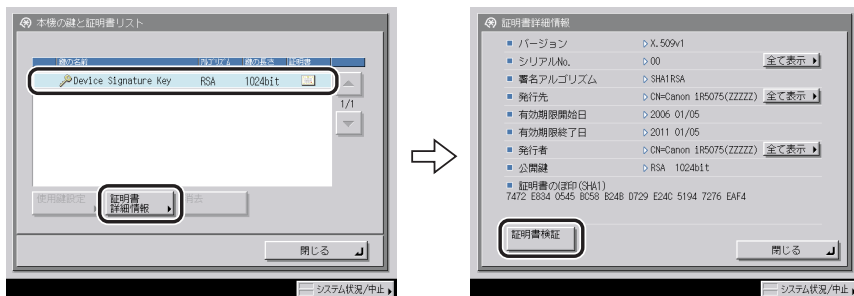 本機の鍵と証明書リスト
鍵の名前 アルゴリズム 鍵の長さ 証明書
Device Signature Key RSA 1024bit
1/1
使用鍵設定 証明書詳細情報 消去
閉じる
システム状況/中止
証明書詳細情報
バージョン X.509v1
シリアルNo. 00 全て表示
署名アルゴリズム SHA1RSA
発行先 CN=Canon iR5075(ZZZZZ) 全て表示
有効期限開始日 2006 01/05
有効期限終了日 2011 01/05
発行者 CN=Canon iR5075(ZZZZZ) 全て表示
公開鍵 RSA 1024bit
証明書の拇印(SHA1)
7472 E834 0545 BC58 B24B D729 E24C 5194 7276 EAF4
証明書検証
閉じる
システム状況/中止